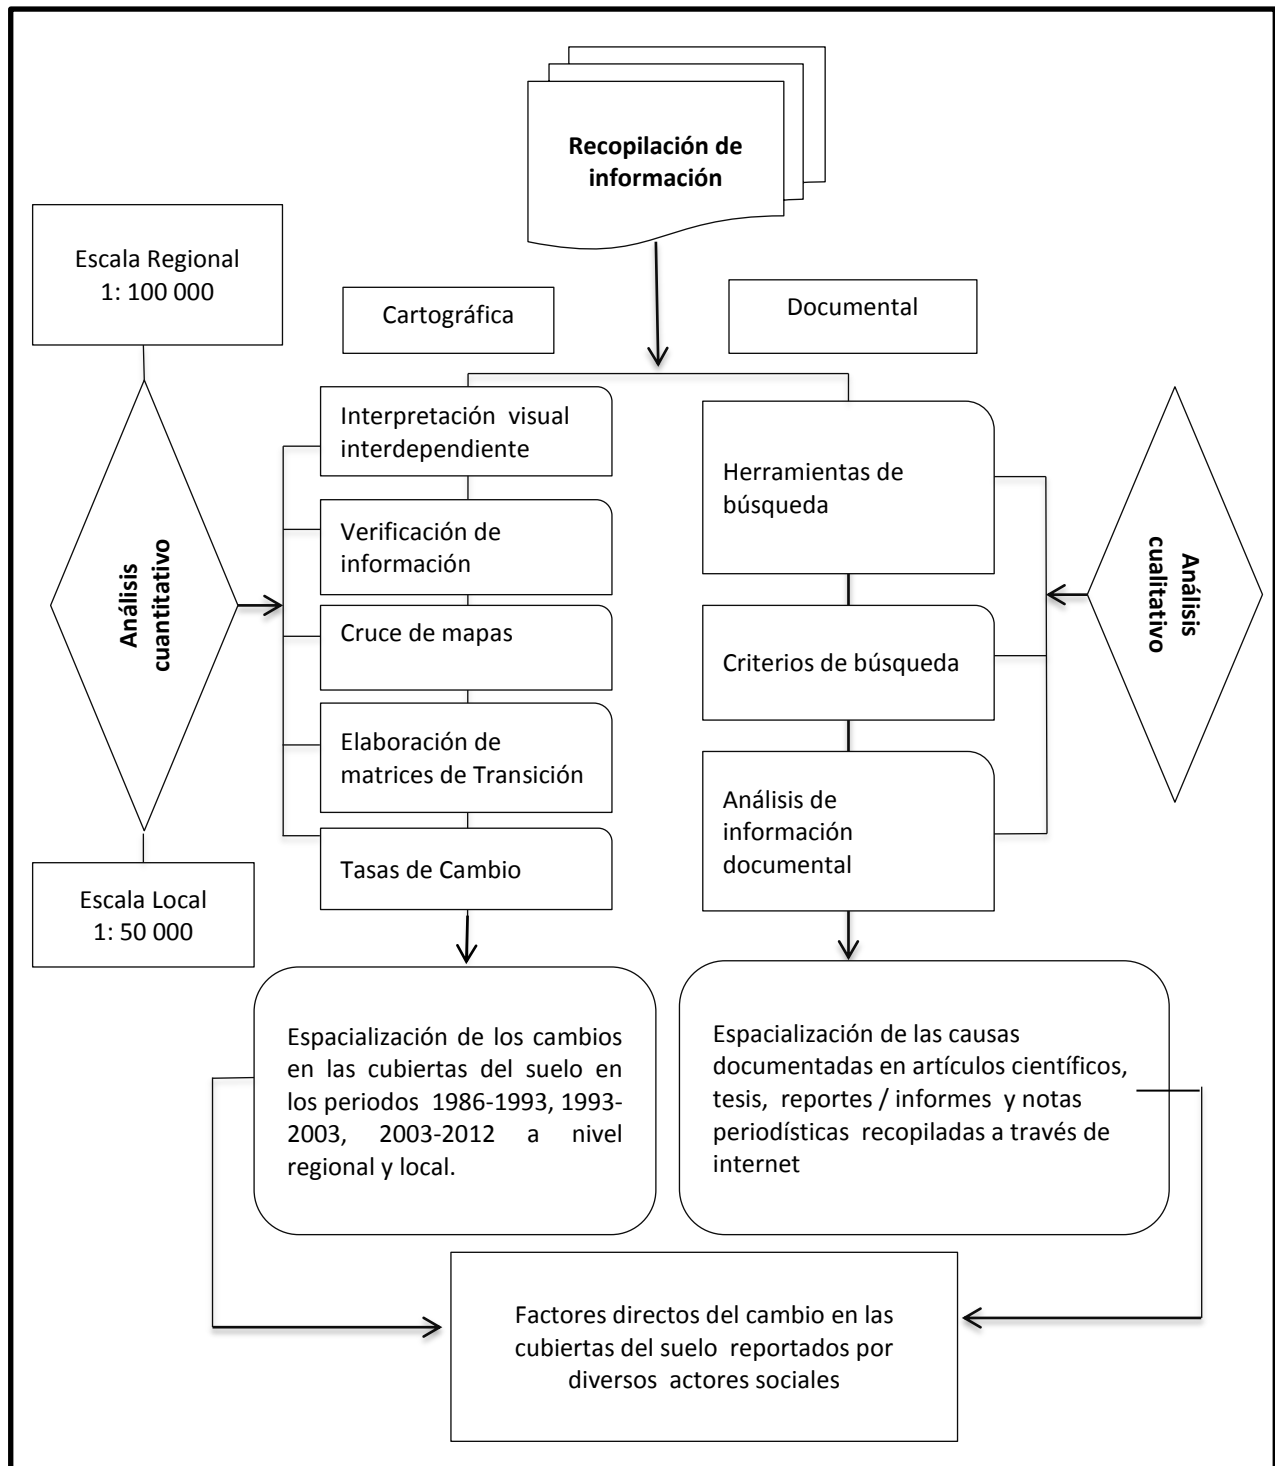 Recopilación de
información
Escala Regional
1: 100 000
Cartográfica
Documental
Análisis
cuantitativo
Interpretación visual
interdependiente
Verificación de
información
Cruce de mapas
Elaboración de
matrices de Transición
Tasas de Cambio
Herramientas de
búsqueda
Criterios de búsqueda
Análisis de
información
documental
Análisis
cualitativo
Escala Local
1: 50 000
Espacialización de los cambios
en las cubiertas del suelo en
los periodos 1986-1993, 1993-
2003, 2003-2012 a nivel
regional y local.
Espacialización de las causas
documentadas en artículos científicos,
tesis, reportes / informes y notas
periodísticas recopiladas a través de
internet
Factores directos del cambio en las
cubiertas del suelo reportados por
diversos actores sociales